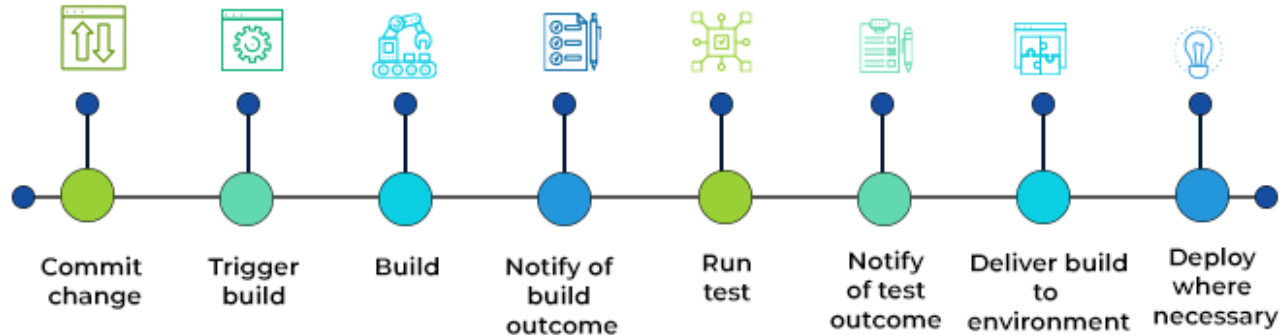 Commit
change
Trigger
build
Build
Notify of
build
outcome
Run
test
Notify
of test
outcome
Deliver build
to
environment
Deploy
where
necessary